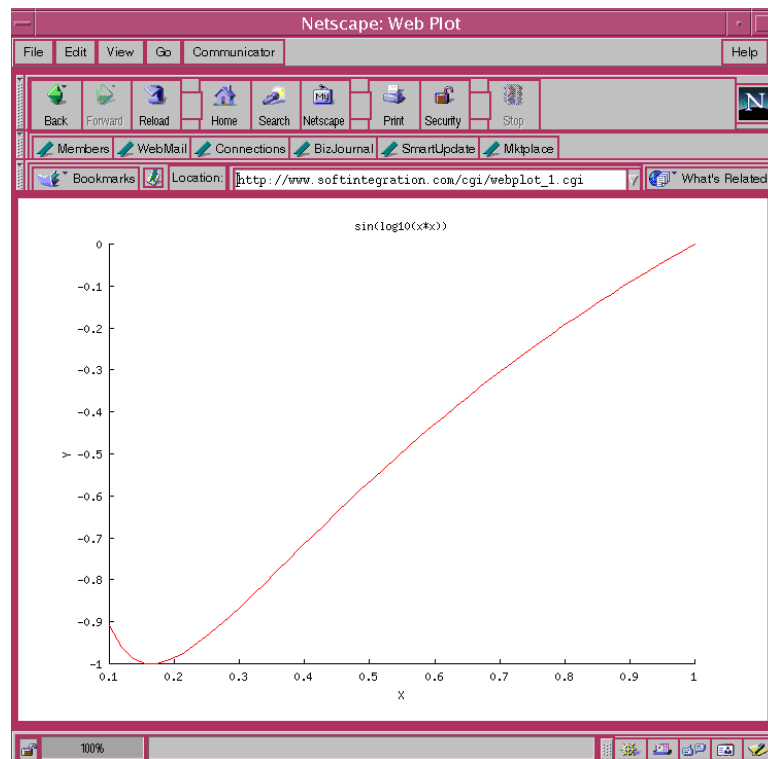 Netscape: Web Plot
File Edit View Go Communicator Help
Back Forward Reload Home Search My Netscape Print Security Stop N
Members WebMail Connections BizJournal SmartUpdate Mktplace
Bookmarks Location: http://www.softintegration.com/cgi/webplot_1.cgi What's Related
sin(log10(x*x))
0
-0.1
-0.2
-0.3
-0.4
Y -0.5
-0.6
-0.7
-0.8
-0.9
-1
0.1 0.2 0.3 0.4 0.5 0.6 0.7 0.8 0.9 1
X
100%